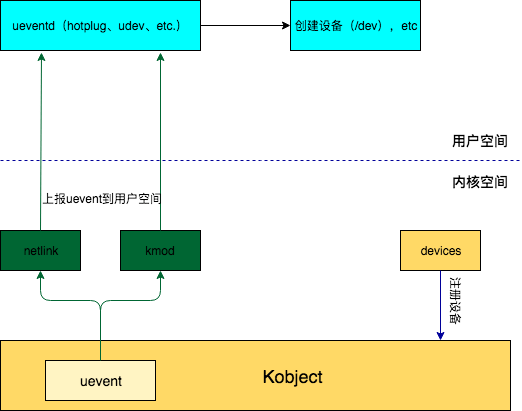 ueventd（hotplug、udev、etc.）
创建设备（/dev），etc
用户空间
内核空间
上报uevent到用户空间
netlink
kmod
devices
注册设备
uevent
Kobject